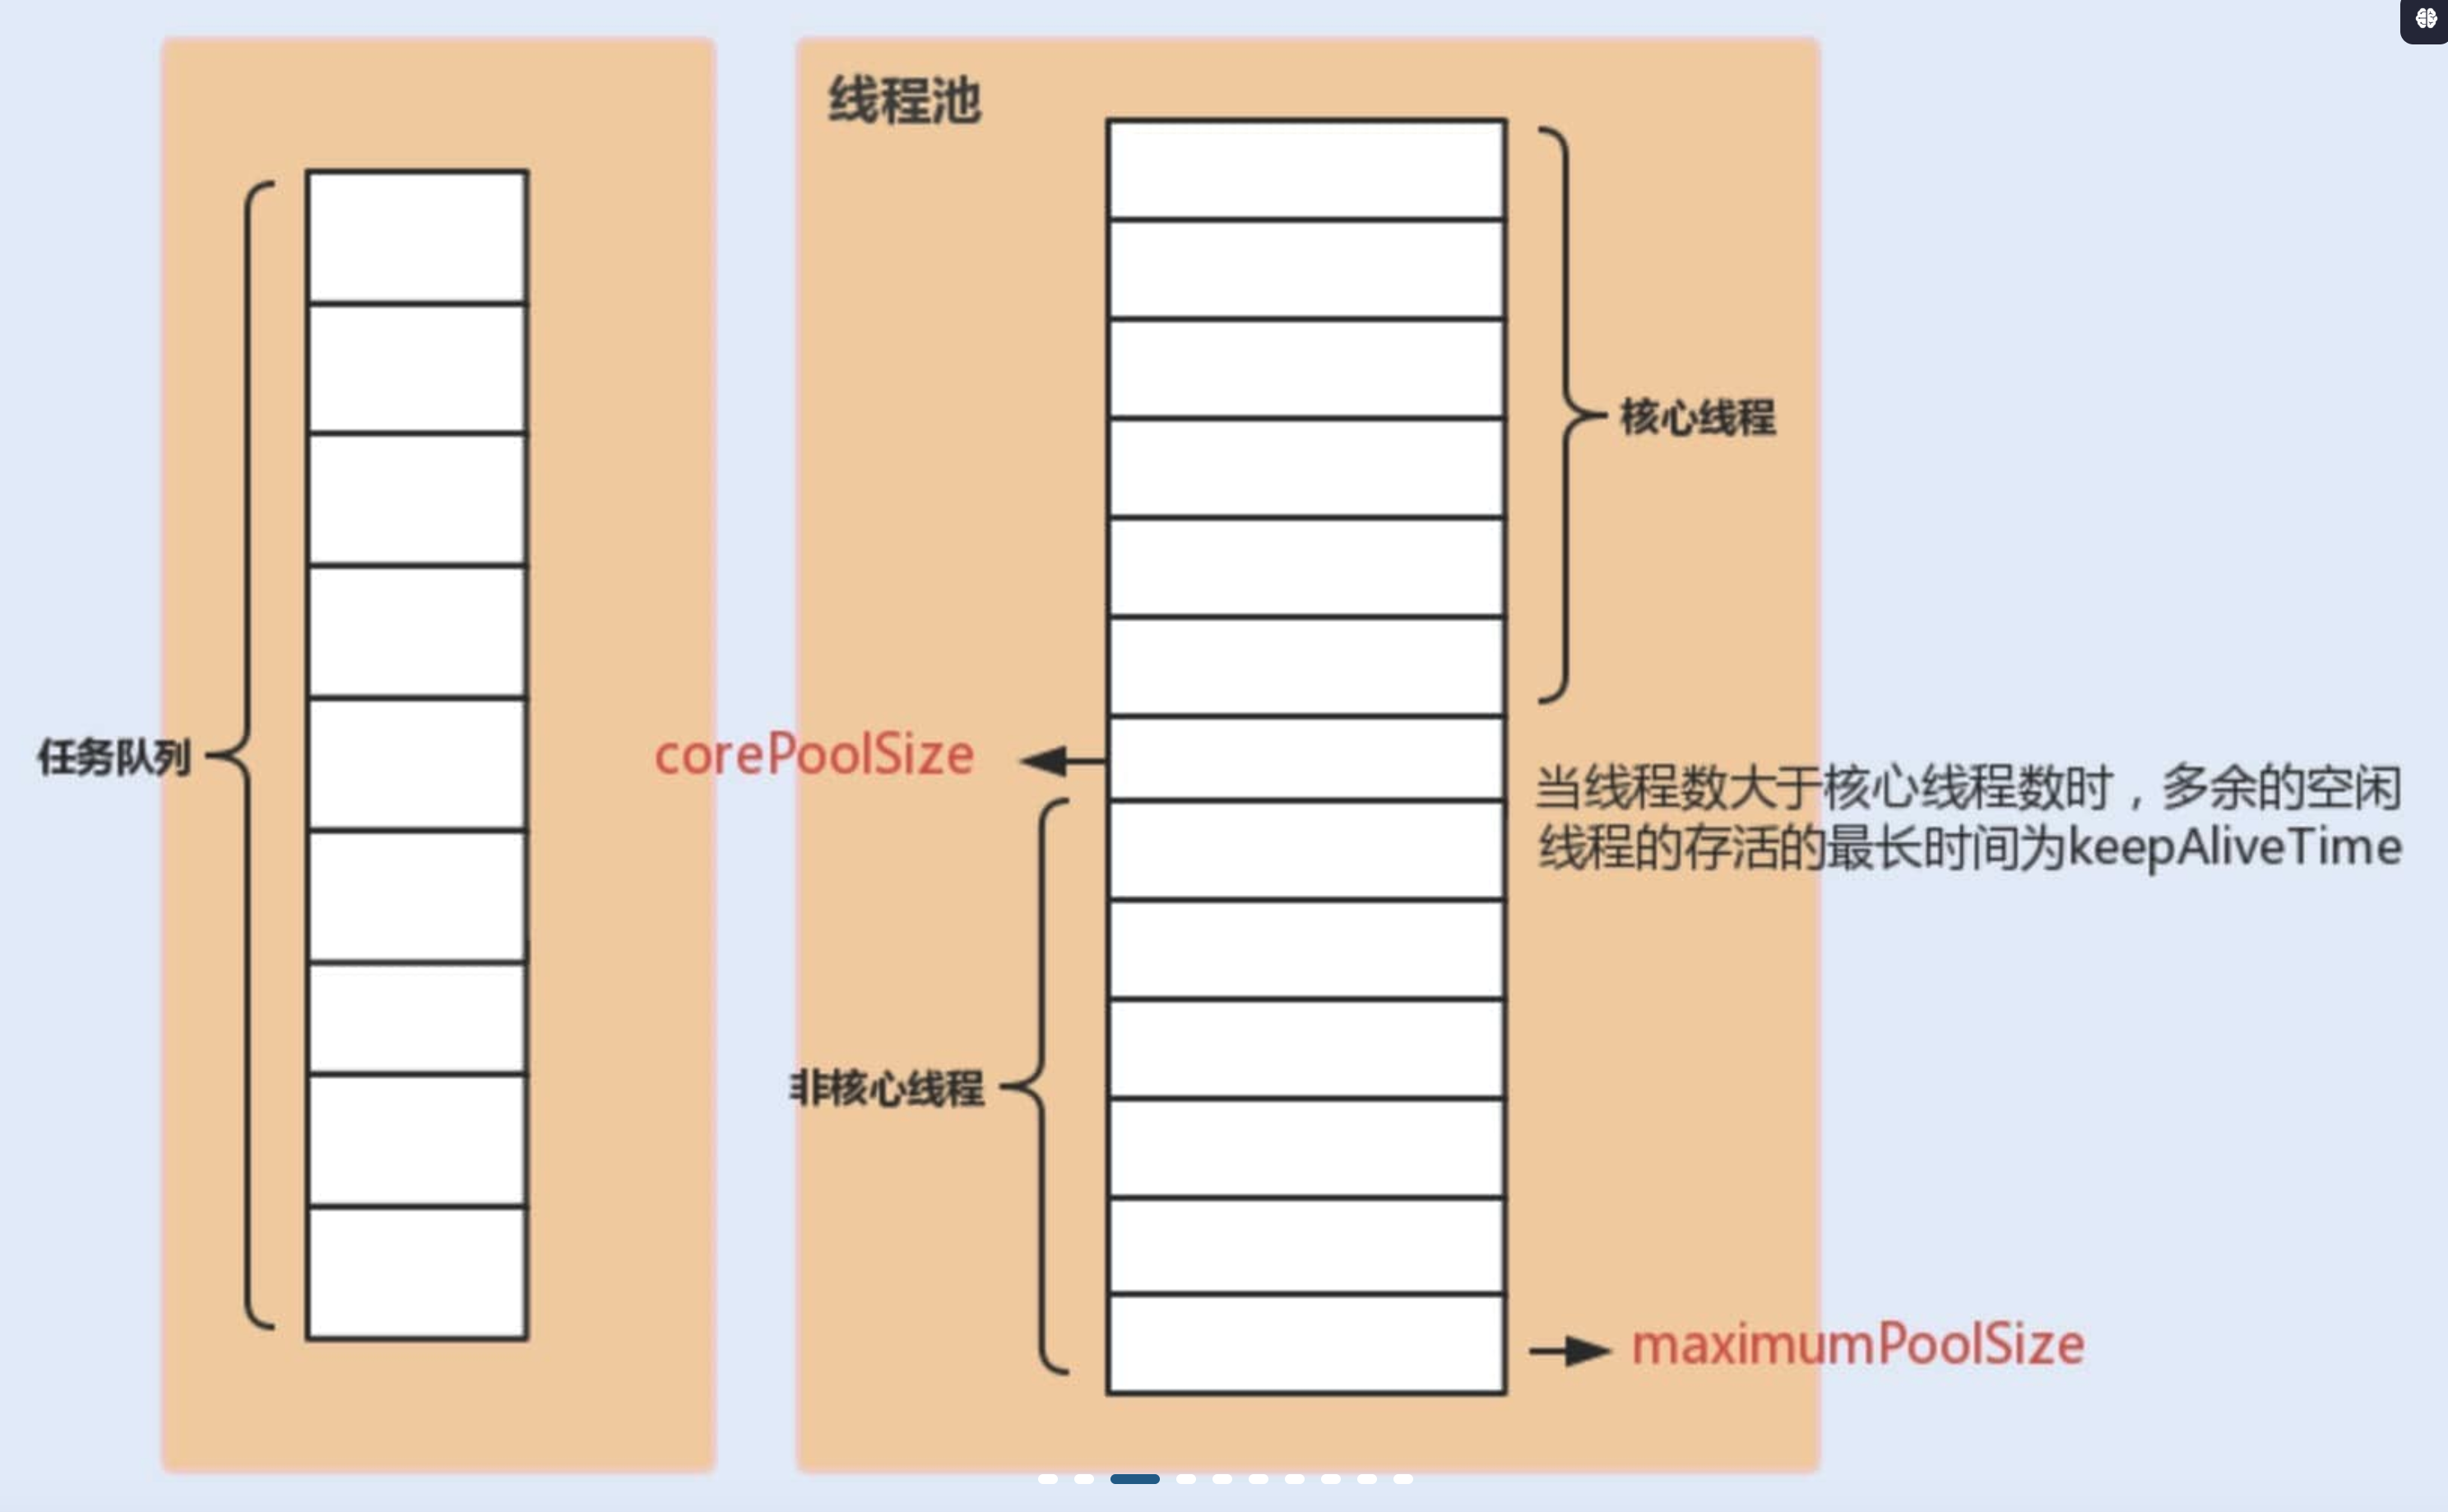 线程池
核心线程
任务队列
corePoolSize
当线程数大于核心线程数时，多余的空闲
线程的存活的最长时间为keepAliveTime
非核心线程
maximumPoolSize